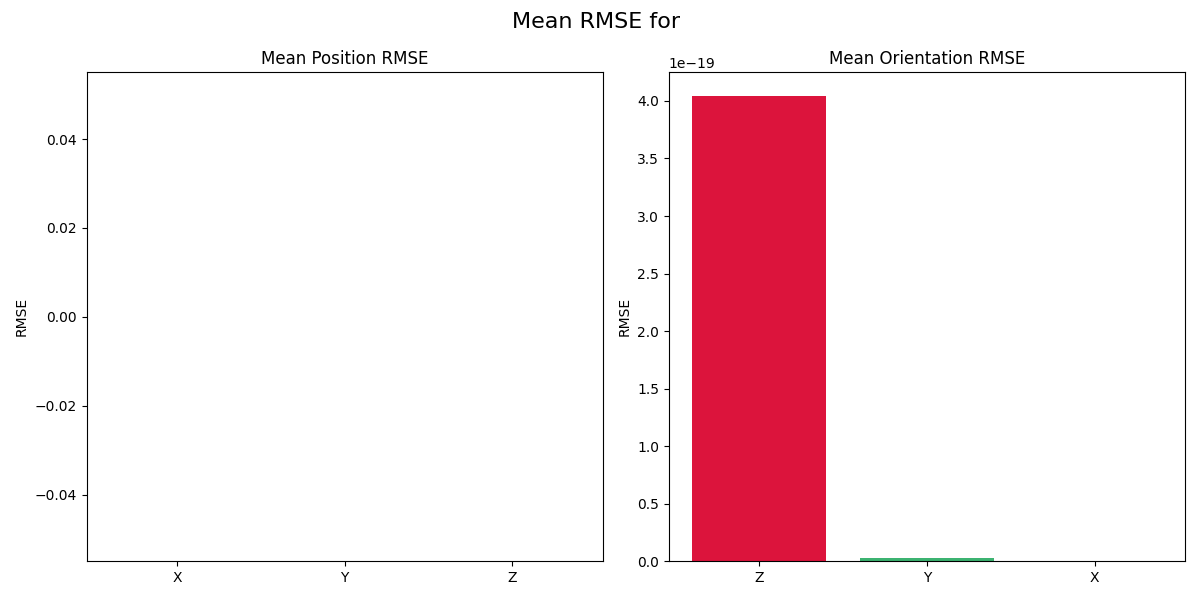 Mean RMSE for
Mean Position RMSE
RMSE
0.04
0.02
0.00
−0.02
−0.04
X Y Z
Mean Orientation RMSE
1e−19
RMSE
4.0
3.5
3.0
2.5
2.0
1.5
1.0
0.5
0.0
Z Y X